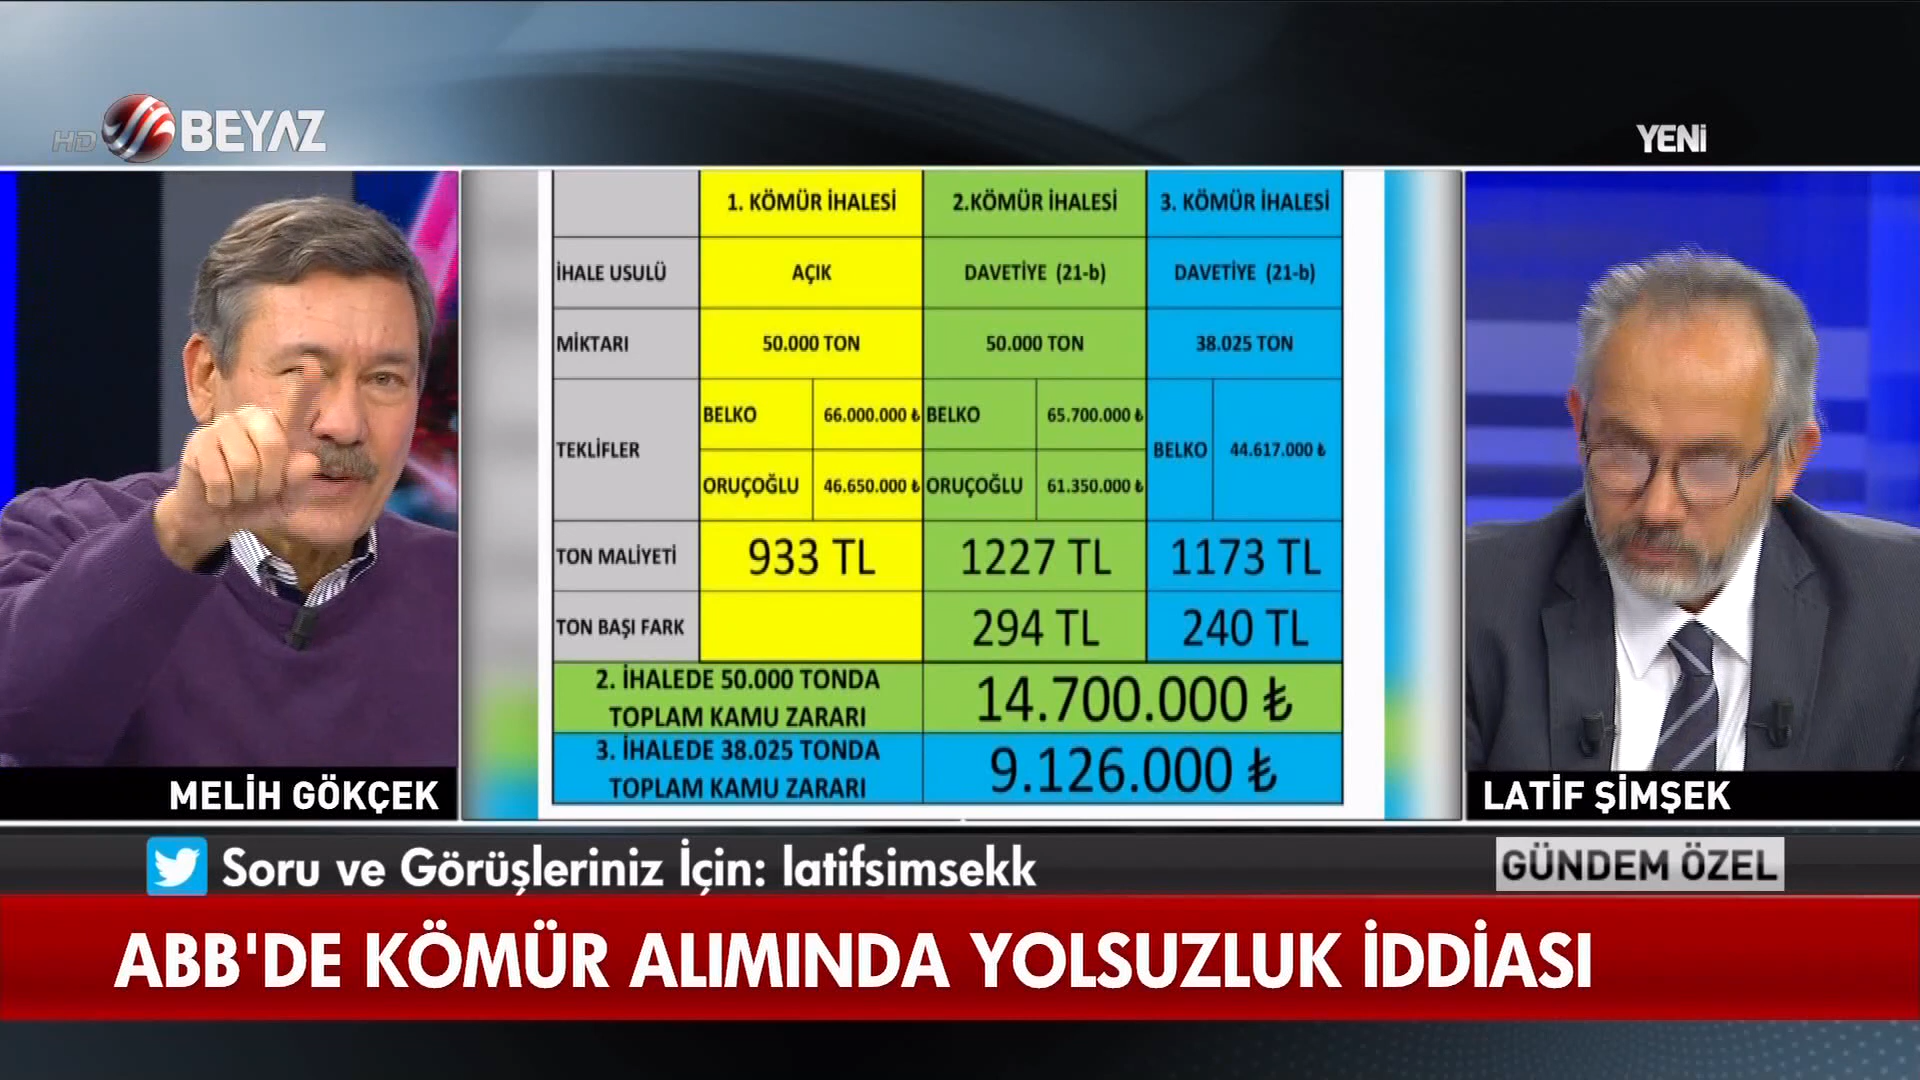 HD BEYAZ
YENİ
1. KÖMÜR İHALESİ
2.KÖMÜR İHALESİ
3. KÖMÜR İHALESİ
İHALE USULÜ
AÇIK
DAVETİYE (21-b)
DAVETİYE (21-b)
MİKTARI
50.000 TON
50.000 TON
38.025 TON
TEKLİFLER
BELKO
66.000.000 ₺
BELKO
65.700.000 ₺
BELKO
44.617.000 ₺
ORUÇOĞLU
46.650.000 ₺
ORUÇOĞLU
61.350.000 ₺
TON MALİYETİ
933 TL
1227 TL
1173 TL
TON BAŞI FARK
294 TL
240 TL
2. İHALEDE 50.000 TONDA
TOPLAM KAMU ZARARI
14.700.000 ₺
3. İHALEDE 38.025 TONDA
TOPLAM KAMU ZARARI
9.126.000 ₺
MELİH GÖKÇEK
LATİF ŞİMŞEK
Soru ve Görüşleriniz İçin: latifsimsekk
GÜNDEM ÖZEL
ABB'DE KÖMÜR ALIMINDA YOLSUZLUK İDDİASI